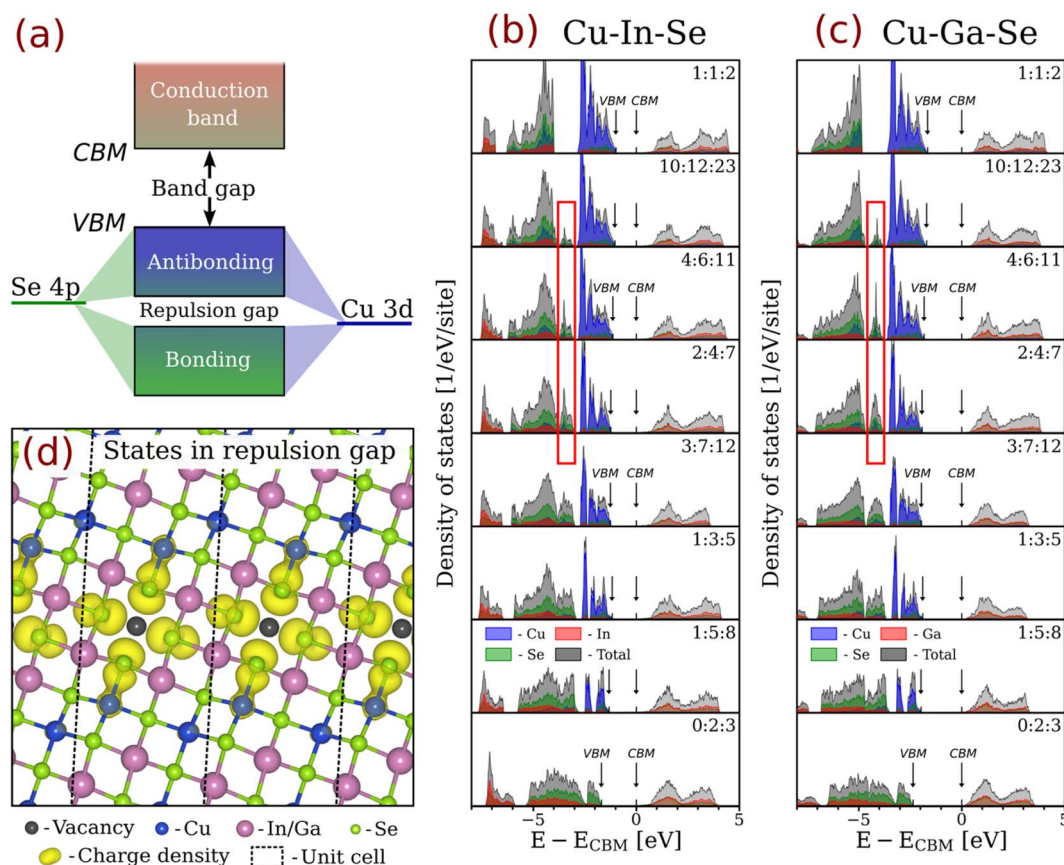 (a)
Conduction
band
CBM
Band gap
VBM
Antibonding
Se 4p
Repulsion gap
Cu 3d
Bonding
(b) Cu-In-Se
Density of states [1/eV/site]
1:1:2
VBM CBM
10:12:23
4:6:11
VBM CBM
2:4:7
3:7:12
VBM CBM
1:3:5
- Cu - In
- Se - Total
1:5:8
0:2:3
VBM CBM
−5 0 5
E − E_CBM [eV]
(c) Cu-Ga-Se
Density of states [1/eV/site]
1:1:2
VBM CBM
10:12:23
4:6:11
VBM CBM
2:4:7
3:7:12
VBM CBM
1:3:5
- Cu - Ga
- Se - Total
1:5:8
0:2:3
VBM CBM
−5 0 5
E − E_CBM [eV]
(d) States in repulsion gap
-Vacancy -Cu -In/Ga -Se
-Charge density -Unit cell